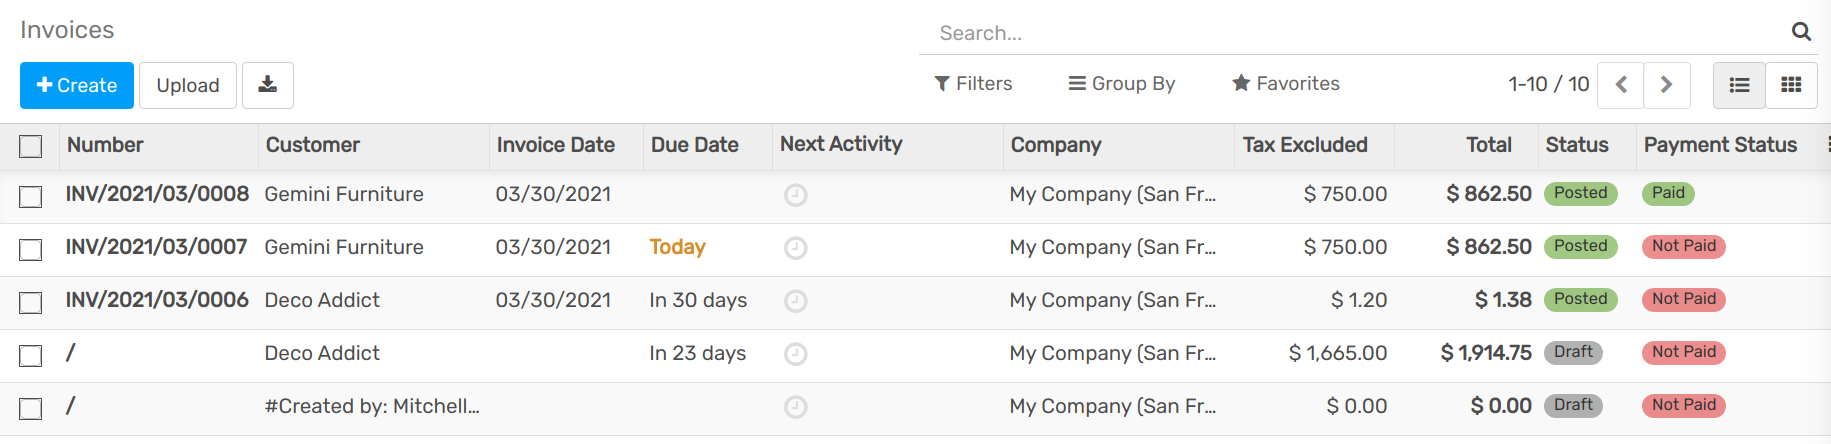 Invoices
Search...
Create Upload
Filters Group By Favorites 1-10 / 10
Number Customer Invoice Date Due Date Next Activity Company Tax Excluded Total Status Payment Status
INV/2021/03/0008 Gemini Furniture 03/30/2021 My Company (San Fr... $ 750.00 $ 862.50 Posted Paid
INV/2021/03/0007 Gemini Furniture 03/30/2021 Today My Company (San Fr... $ 750.00 $ 862.50 Posted Not Paid
INV/2021/03/0006 Deco Addict 03/30/2021 In 30 days My Company (San Fr... $ 1.20 $ 1.38 Posted Not Paid
/ Deco Addict In 23 days My Company (San Fr... $ 1,665.00 $ 1,914.75 Draft Not Paid
/ #Created by: Mitchell... My Company (San Fr... $ 0.00 $ 0.00 Draft Not Paid